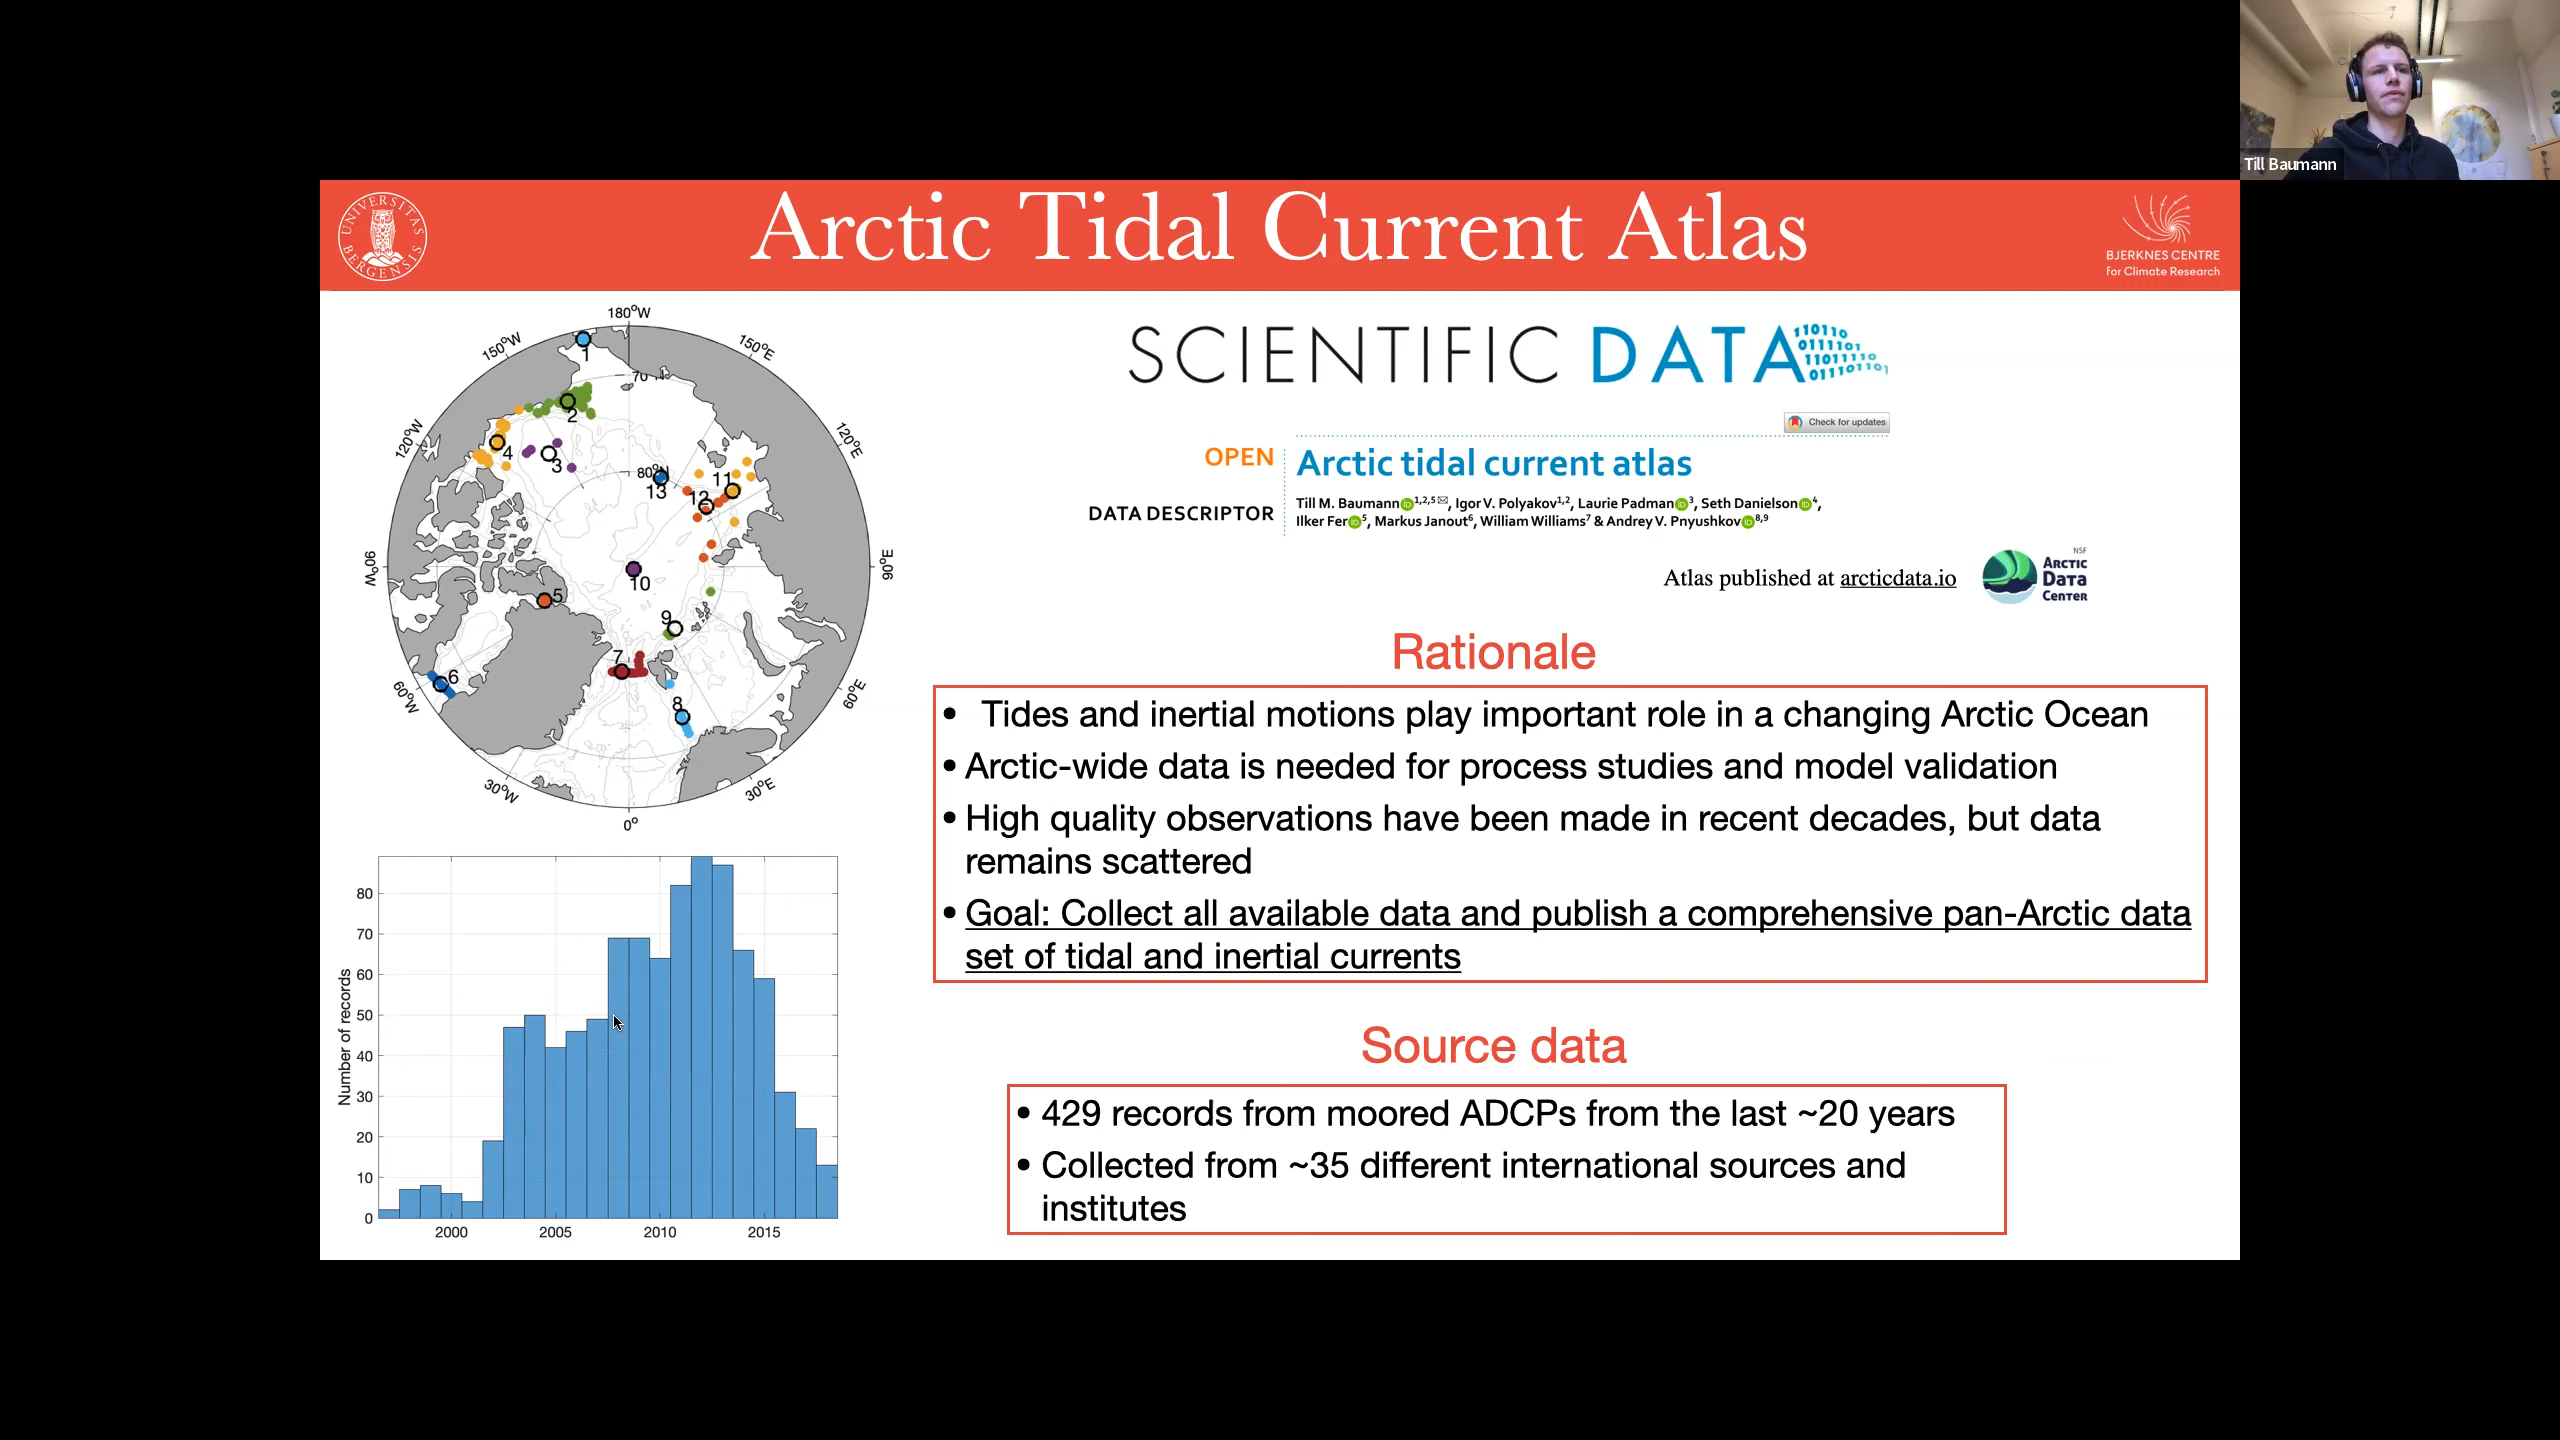 Till Baumann
UNIVERSITAS BERGENSIS
Arctic Tidal Current Atlas
BJERKNES CENTRE
for Climate Research
180°W
150°W
150°E
120°W
120°E
90°W
90°E
60°W
60°E
30°W
30°E
0°
70°N
80°N
1
2
3
4
5
6
7
8
9
10
11
12
13
SCIENTIFIC DATA
110110
0111101
11011110
011110110
Check for updates
OPEN
Arctic tidal current atlas
DATA DESCRIPTOR
Till M. Baumann 1,2,5, Igor V. Polyakov1,2, Laurie Padman 3, Seth Danielson 4,
Ilker Fer 5, Markus Janout6, William Williams7 & Andrey V. Pnyushkov 8,9
Atlas published at arcticdata.io
NSF
ARCTIC
DATA
CENTER
Rationale
• Tides and inertial motions play important role in a changing Arctic Ocean
• Arctic-wide data is needed for process studies and model validation
• High quality observations have been made in recent decades, but data
remains scattered
• Goal: Collect all available data and publish a comprehensive pan-Arctic data
set of tidal and inertial currents
Source data
• 429 records from moored ADCPs from the last ~20 years
• Collected from ~35 different international sources and
institutes
Number of records
80
70
60
50
40
30
20
10
0
2000
2005
2010
2015